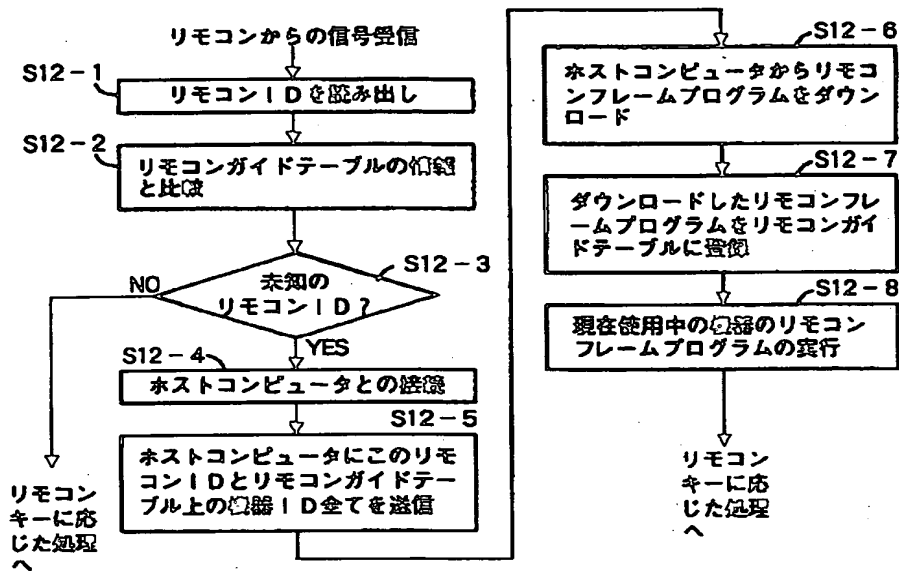 リモコンからの信号受信
S12-1
リモコンIDを読み出し
S12-2
リモコンガイドテーブルの情報
と比較
S12-3
未知の
リモコンID?
NO
YES
S12-4
ホストコンピュータとの接続
S12-5
ホストコンピュータにこのリモ
コンIDとリモコンガイドテー
ブル上の機器ID全てを送信
リモコン
キーに応
じた処理
へ
S12-6
ホストコンピュータからリモコ
ンフレームプログラムをダウン
ロード
S12-7
ダウンロードしたリモコンフレ
ームプログラムをリモコンガイ
ドテーブルに登録
S12-8
現在使用中の機器のリモコン
フレームプログラムの実行
リモコン
キーに応
じた処理
へ